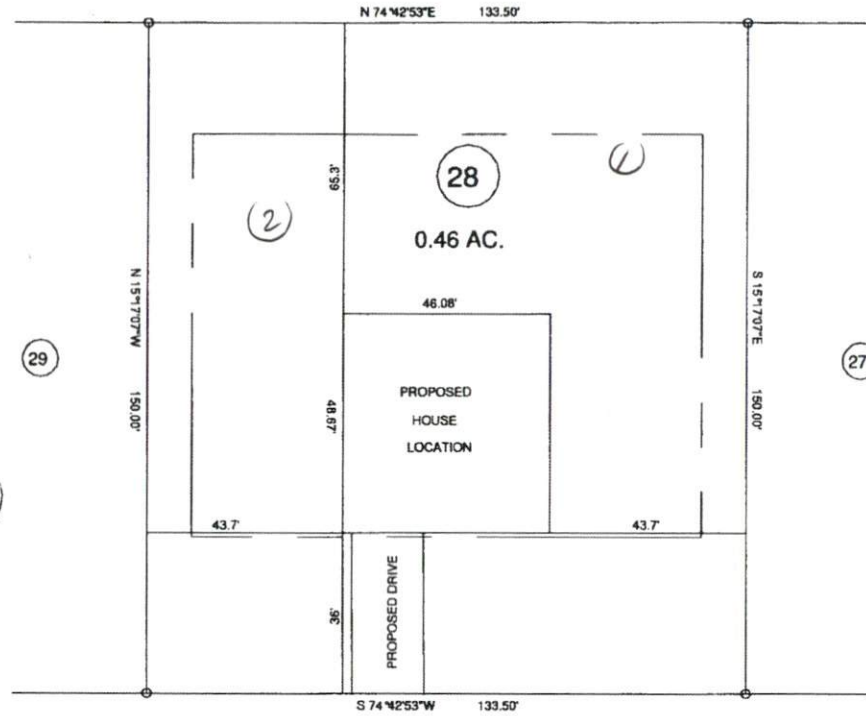 N 74°42'53"E 133.50'
65.3'
28
1
2
0.46 AC.
N 15°17'07"W 150.00'
S 15°17'07"E 150.00'
46.08'
29
27
PROPOSED
HOUSE
LOCATION
48.67'
43.7'
43.7'
36'
PROPOSED DRIVE
S 74°42'53"W 133.50'